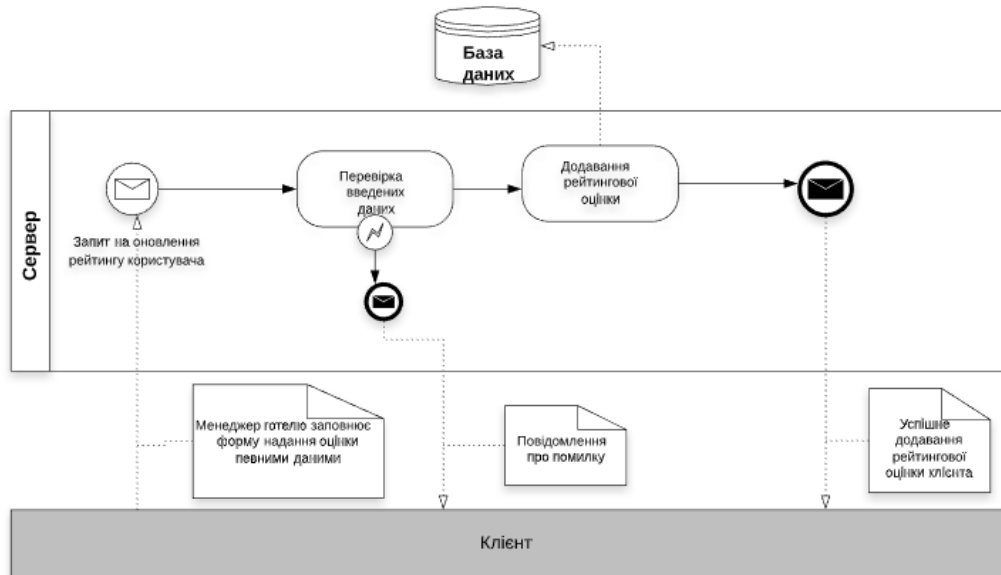 База
даних
Сервер
Запит на оновлення
рейтингу користувача
Перевірка
введених
даних
Додавання
рейтингової
оцінки
Менеджер готелю заповнює
форму надання оцінки
певними даними
Повідомлення
про помилку
Успішне
додавання
рейтингової
оцінки клієнта
Клієнт